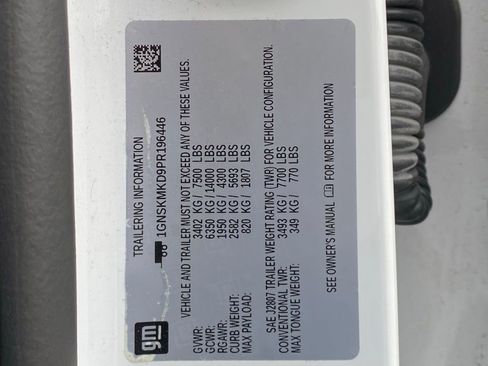 gm
TRAILERING INFORMATION
1GNSKMKD9PR196446
VEHICLE AND TRAILER MUST NOT EXCEED ANY OF THESE VALUES.
GVWR: 3402 KG / 7500 LBS
GCWR: 6350 KG / 14000 LBS
RGAWR: 1950 KG / 4300 LBS
CURB WEIGHT: 2582 KG / 5693 LBS
MAX PAYLOAD: 820 KG / 1807 LBS
SAE J2807 TRAILER WEIGHT RATING (TWR) FOR VEHICLE CONFIGURATION.
CONVENTIONAL TWR: 3493 KG / 7700 LBS
MAX TONGUE WEIGHT: 349 KG / 770 LBS
SEE OWNER'S MANUAL FOR MORE INFORMATION